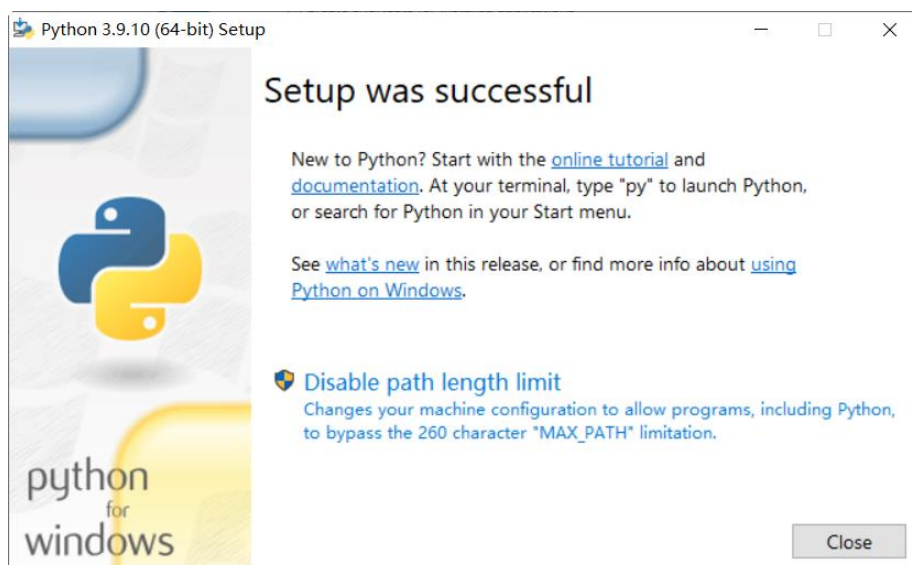 Python 3.9.10 (64-bit) Setup
Setup was successful
New to Python? Start with the online tutorial and
documentation. At your terminal, type "py" to launch Python,
or search for Python in your Start menu.
See what's new in this release, or find more info about using
Python on Windows.
Disable path length limit
Changes your machine configuration to allow programs, including Python,
to bypass the 260 character "MAX_PATH" limitation.
python
for
windows
Close